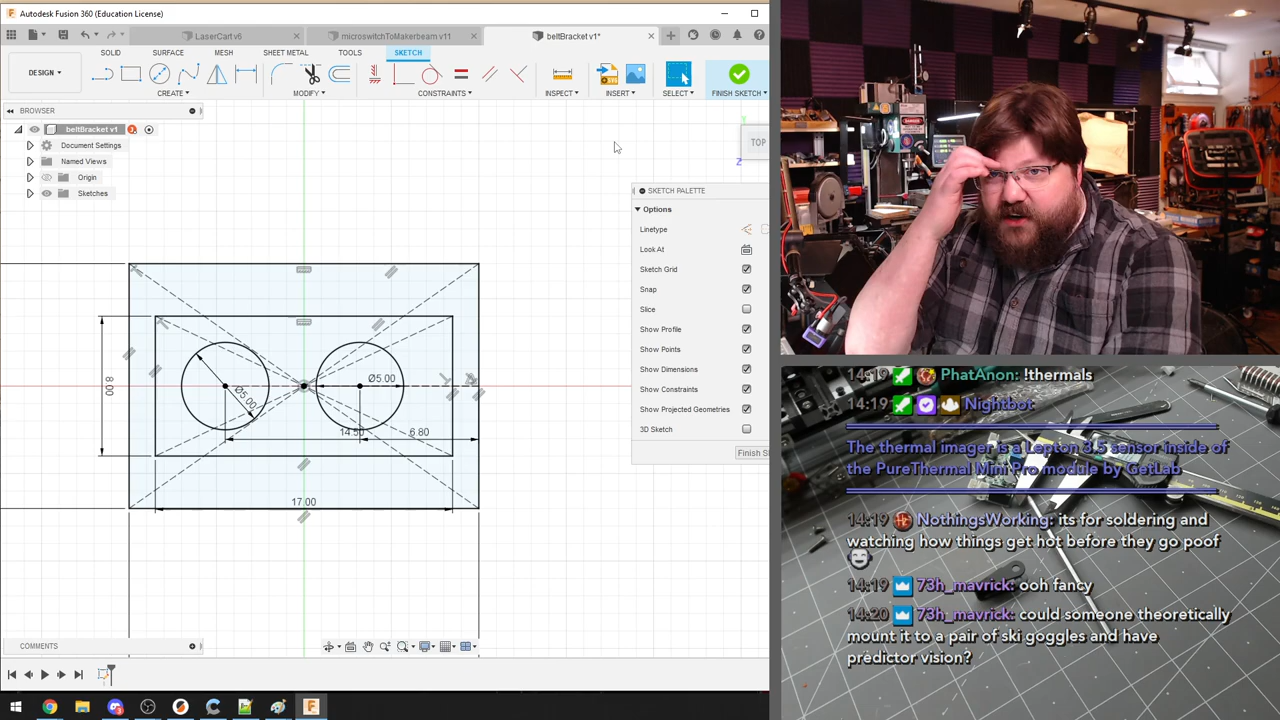 Autodesk Fusion 360 (Education License)
LaserCart v6
microswitchToMakerbeam v11
beltBracket v1*
DESIGN
SOLID
SURFACE
MESH
SHEET METAL
TOOLS
SKETCH
CREATE
MODIFY
CONSTRAINTS
INSPECT
INSERT
SELECT
FINISH SKETCH
BROWSER
beltBracket v1
Document Settings
Named Views
Origin
Sketches
TOP
Z
SKETCH PALETTE
Options
Linetype
Look At
Sketch Grid
Snap
Slice
Show Profile
Show Points
Show Dimensions
Show Constraints
Show Projected Geometries
3D Sketch
Finish S
8.00
Ø5.00
Ø5.00
14.50
6.80
17.00
COMMENTS
DANGER
14:19 PhatAnon: !thermals
14:19 Nightbot
The thermal imager is a Lepton 3.5 sensor inside of
the PureThermal Mini Pro module by GetLab
14:19 NothingsWorking: its for soldering and
watching how things get hot before they go poof
14:19 73h_mavrick: ooh fancy
14:20 73h_mavrick: could someone theoretically
mount it to a pair of ski goggles and have
predictor vision?